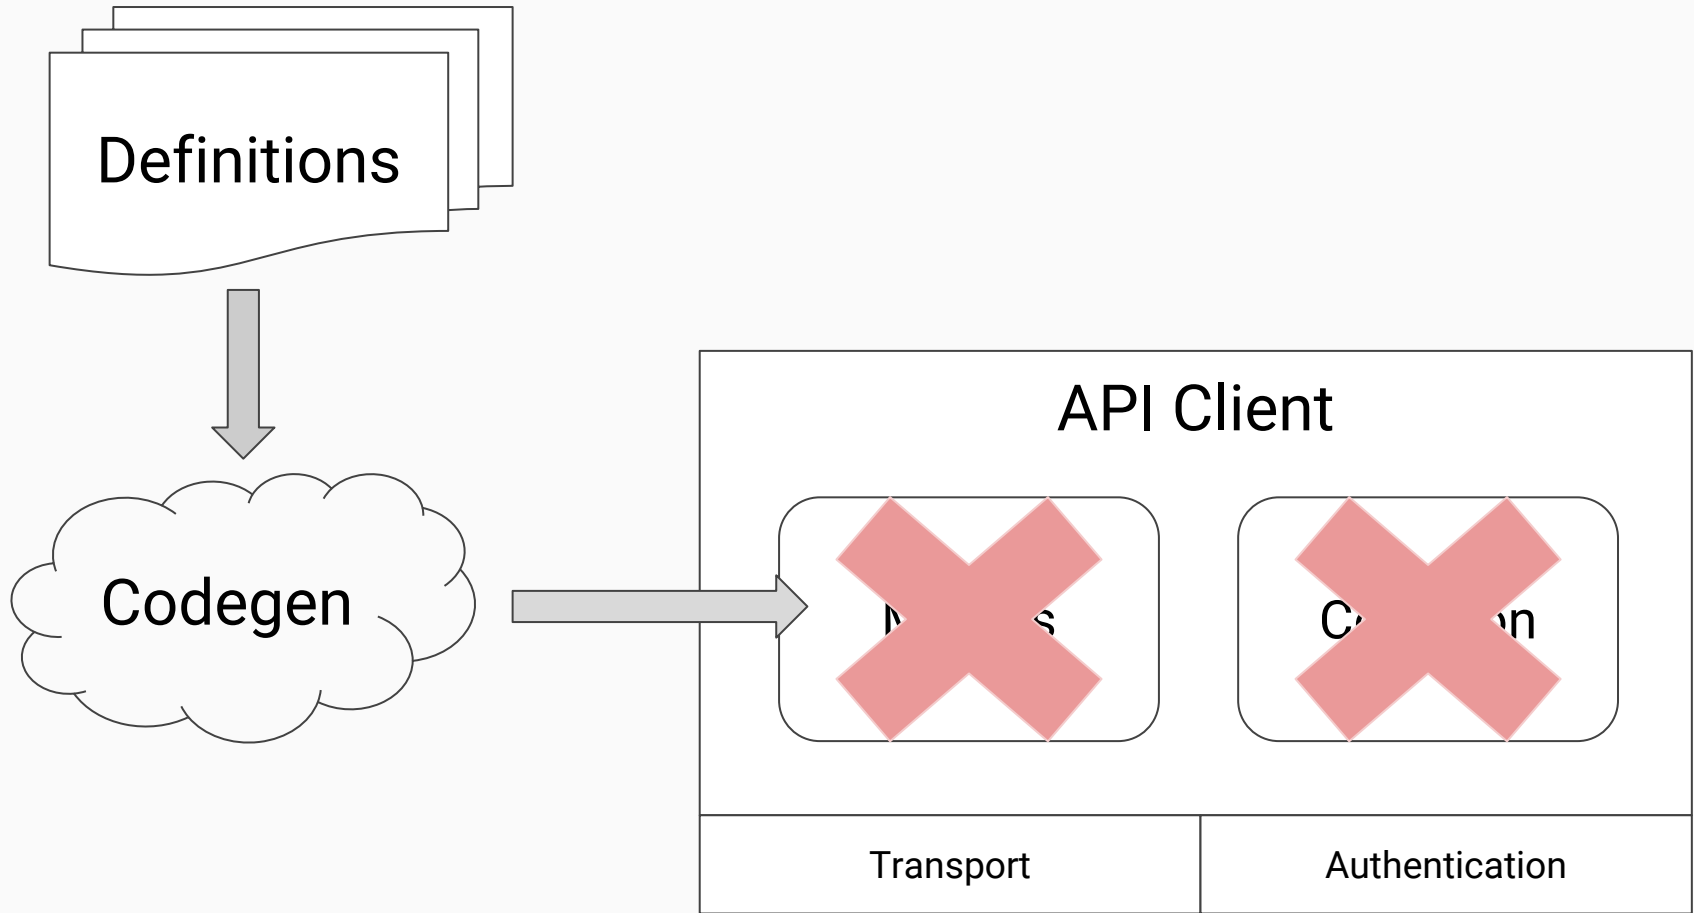 Definitions
API Client
Codegen
Transport
Authentication